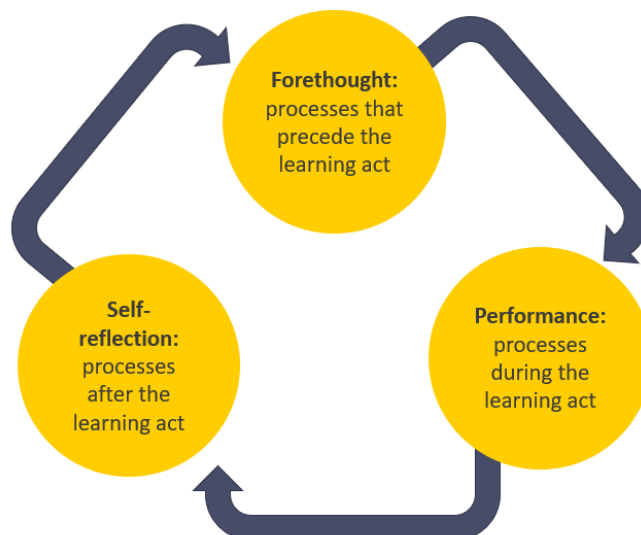 Forethought:
processes that
precede the
learning act
Performance:
processes
during the
learning act
Self-
reflection:
processes
after the
learning act